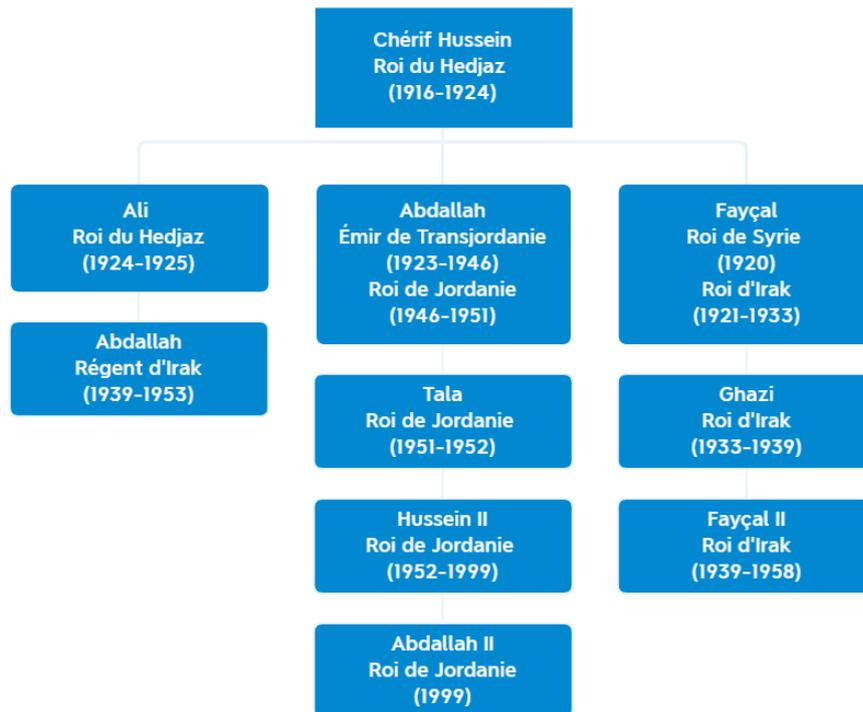 Chérif Hussein
Roi du Hedjaz
(1916-1924)
Ali
Roi du Hedjaz
(1924-1925)
Abdallah
Émir de Transjordanie
(1923-1946)
Roi de Jordanie
(1946-1951)
Fayçal
Roi de Syrie
(1920)
Roi d'Irak
(1921-1933)
Abdallah
Régent d'Irak
(1939-1953)
Tala
Roi de Jordanie
(1951-1952)
Ghazi
Roi d'Irak
(1933-1939)
Hussein II
Roi de Jordanie
(1952-1999)
Fayçal II
Roi d'Irak
(1939-1958)
Abdallah II
Roi de Jordanie
(1999)